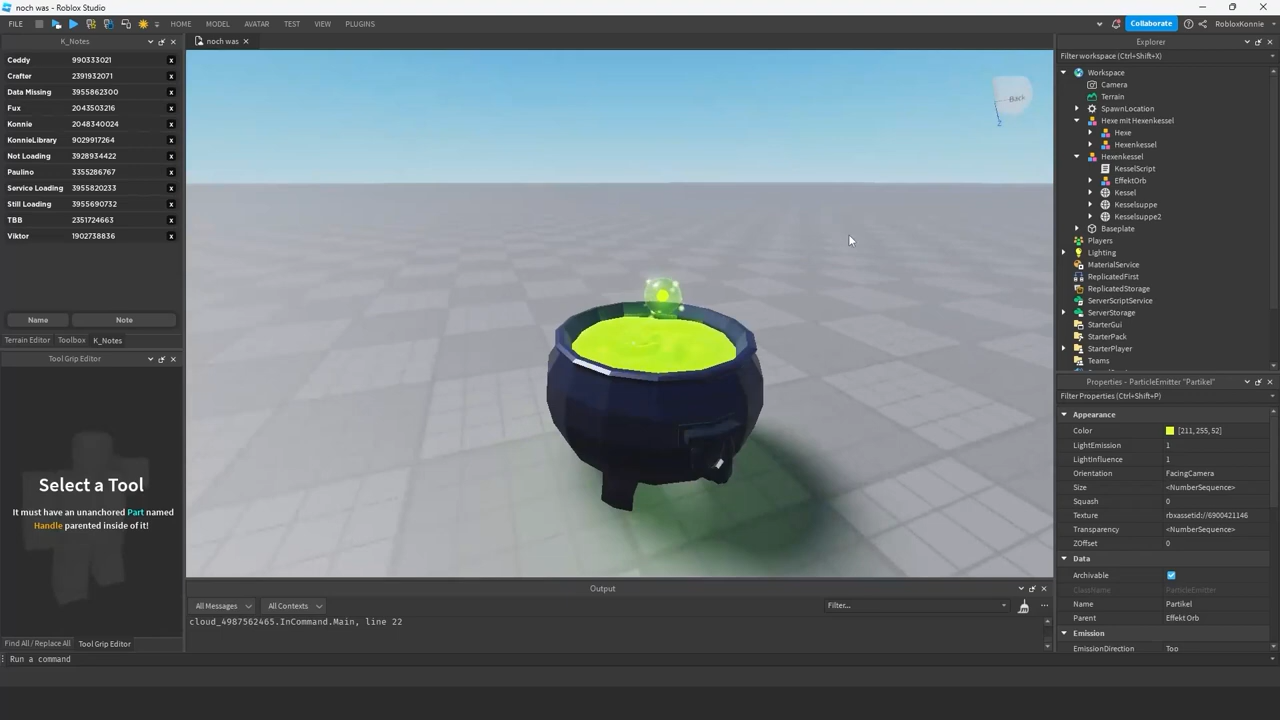 noch was - Roblox Studio
FILE HOME MODEL AVATAR TEST VIEW PLUGINS Collaborate RobloxKonnie
K_Notes
Caddy 990333021 x
Crafter 2391932071 x
Data Missing 3955862300 x
Fux 2043503216 x
Konnie 2048340024 x
KonnieLibrary 9029917264 x
Not Loading 3928934422 x
Paulino 3355286767 x
Service Loading 3955820233 x
Still Loading 3955690732 x
TBB 2351724663 x
Viktor 1902738836 x
Name Note
Terrain Editor Toolbox K_Notes
Tool Grip Editor
Select a Tool
It must have an unanchored Part named
Handle parented inside of it!
Find All / Replace All Tool Grip Editor
Run a command
noch was
Back
Z
Output
All Messages All Contexts Filter...
cloud_4987562465.InCommand.Main, line 22
Explorer
Filter workspace (Ctrl+Shift+X)
Workspace
Camera
Terrain
SpawnLocation
Hexe mit Hexenkessel
Hexe
Hexenkessel
Hexenkessel
KesselScript
EffektOrb
Kessel
Kesselsuppe
Kesselsuppe2
Baseplate
Players
Lighting
MaterialService
ReplicatedFirst
ReplicatedStorage
ServerScriptService
ServerStorage
StarterGui
StarterPack
StarterPlayer
Teams
Properties - ParticleEmitter "Partikel"
Filter Properties (Ctrl+Shift+P)
Appearance
Color [211, 255, 52]
LightEmission 1
LightInfluence 1
Orientation FacingCamera
Size <NumberSequence>
Squash 0
Texture rbxassetid://6900421146
Transparency <NumberSequence>
ZOffset 0
Data
Archivable
ClassName ParticleEmitter
Name Partikel
Parent Effekt Orb
Emission
EmissionDirection Top